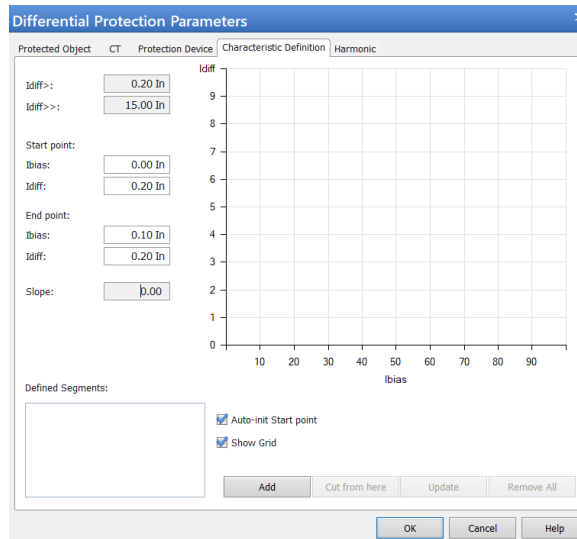 Differential Protection Parameters
Protected Object CT Protection Device Characteristic Definition Harmonic
Idiff>: 0.20 In
Idiff>>: 15.00 In
Start point:
Ibias: 0.00 In
Idiff: 0.20 In
End point:
Ibias: 0.10 In
Idiff: 0.20 In
Slope: 0.00
Idiff
9
8
7
6
5
4
3
2
1
0
10 20 30 40 50 60 70 80 90
Ibias
Defined Segments:
Auto-init Start point
Show Grid
Add Cut from here Update Remove All
OK Cancel Help